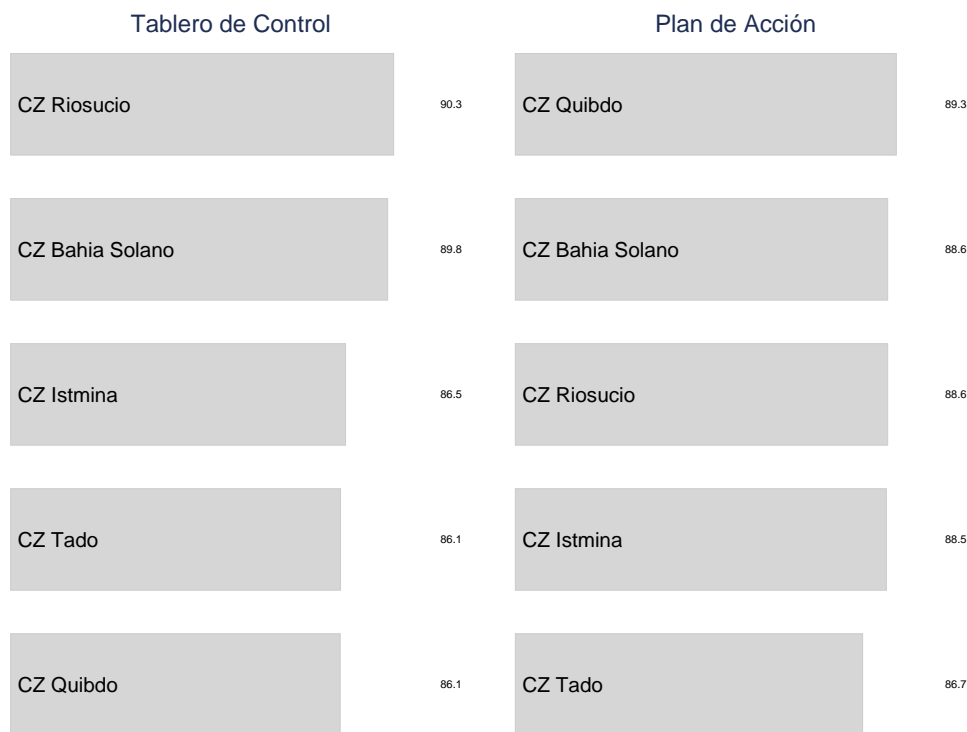 Tablero de Control
CZ Riosucio 90.3
CZ Bahia Solano 89.8
CZ Istmina 86.5
CZ Tado 86.1
CZ Quibdo 86.1
Plan de Acción
CZ Quibdo 89.3
CZ Bahia Solano 88.6
CZ Riosucio 88.6
CZ Istmina 88.5
CZ Tado 86.7